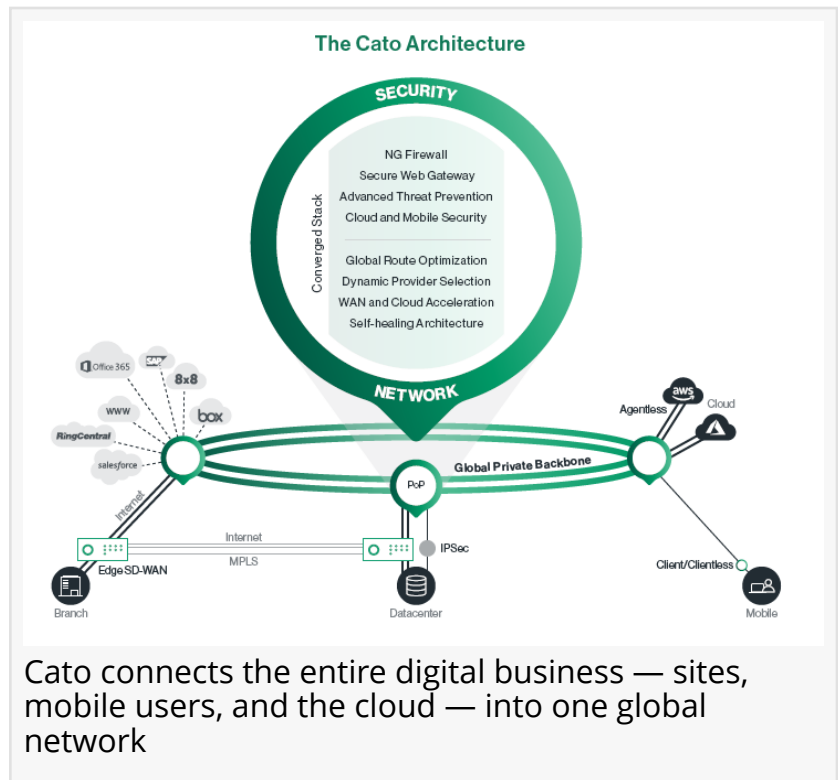 The Cato Architecture
SECURITY
NG Firewall
Secure Web Gateway
Advanced Threat Prevention
Cloud and Mobile Security
Converged Stack
Global Route Optimization
Dynamic Provider Selection
WAN and Cloud Acceleration
Self-healing Architecture
NETWORK
Office 365
SAP
8x8
www
box
RingCentral
salesforce
aws
Agentless
Cloud
Global Private Backbone
PoP
Internet
Internet
MPLS
IPSec
Edge SD-WAN
Client/Clientless
Branch
Datacenter
Mobile
Cato connects the entire digital business — sites,
mobile users, and the cloud — into one global
network